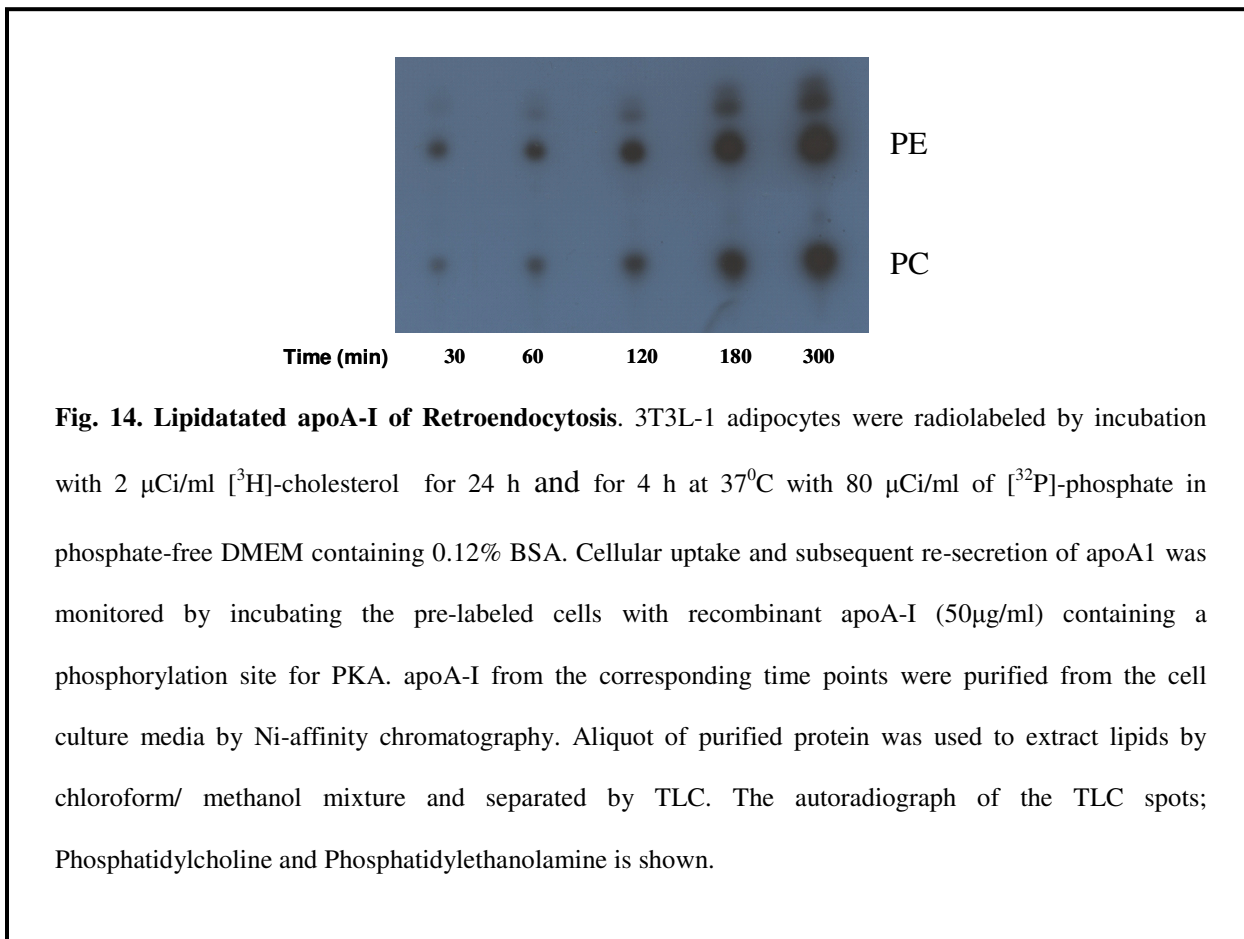 PE
PC
Time (min) 30 60 120 180 300
Fig. 14. Lipidatated apoA-I of Retroendocytosis. 3T3L-1 adipocytes were radiolabeled by incubation
with 2 μCi/ml [³H]-cholesterol for 24 h and for 4 h at 37⁰C with 80 μCi/ml of [³²P]-phosphate in
phosphate-free DMEM containing 0.12% BSA. Cellular uptake and subsequent re-secretion of apoA1 was
monitored by incubating the pre-labeled cells with recombinant apoA-I (50μg/ml) containing a
phosphorylation site for PKA. apoA-I from the corresponding time points were purified from the cell
culture media by Ni-affinity chromatography. Aliquot of purified protein was used to extract lipids by
chloroform/ methanol mixture and separated by TLC. The autoradiograph of the TLC spots;
Phosphatidylcholine and Phosphatidylethanolamine is shown.